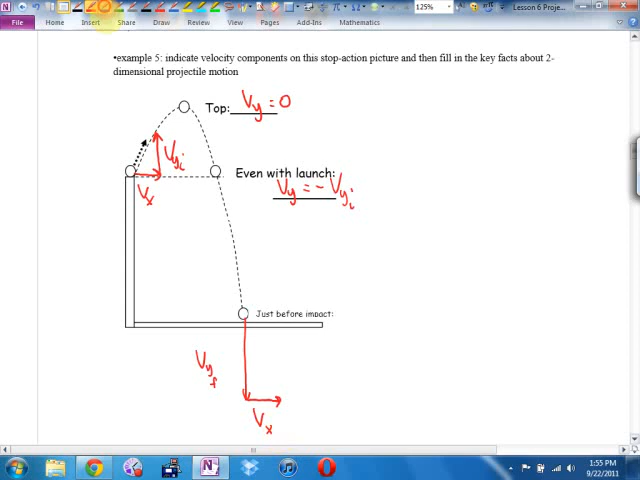 125%
Lesson 6 Proje...
File Insert Share Draw View Pages Add-Ins Mathematics
•example 5: indicate velocity components on this stop-action picture and then fill in the key facts about 2-
dimensional projectile motion
Top: Vy = 0
Vyi
Even with launch:
Vx
Vy = - Vyi
Just before impact:
Vyf
Vx
1:55 PM
9/22/2011